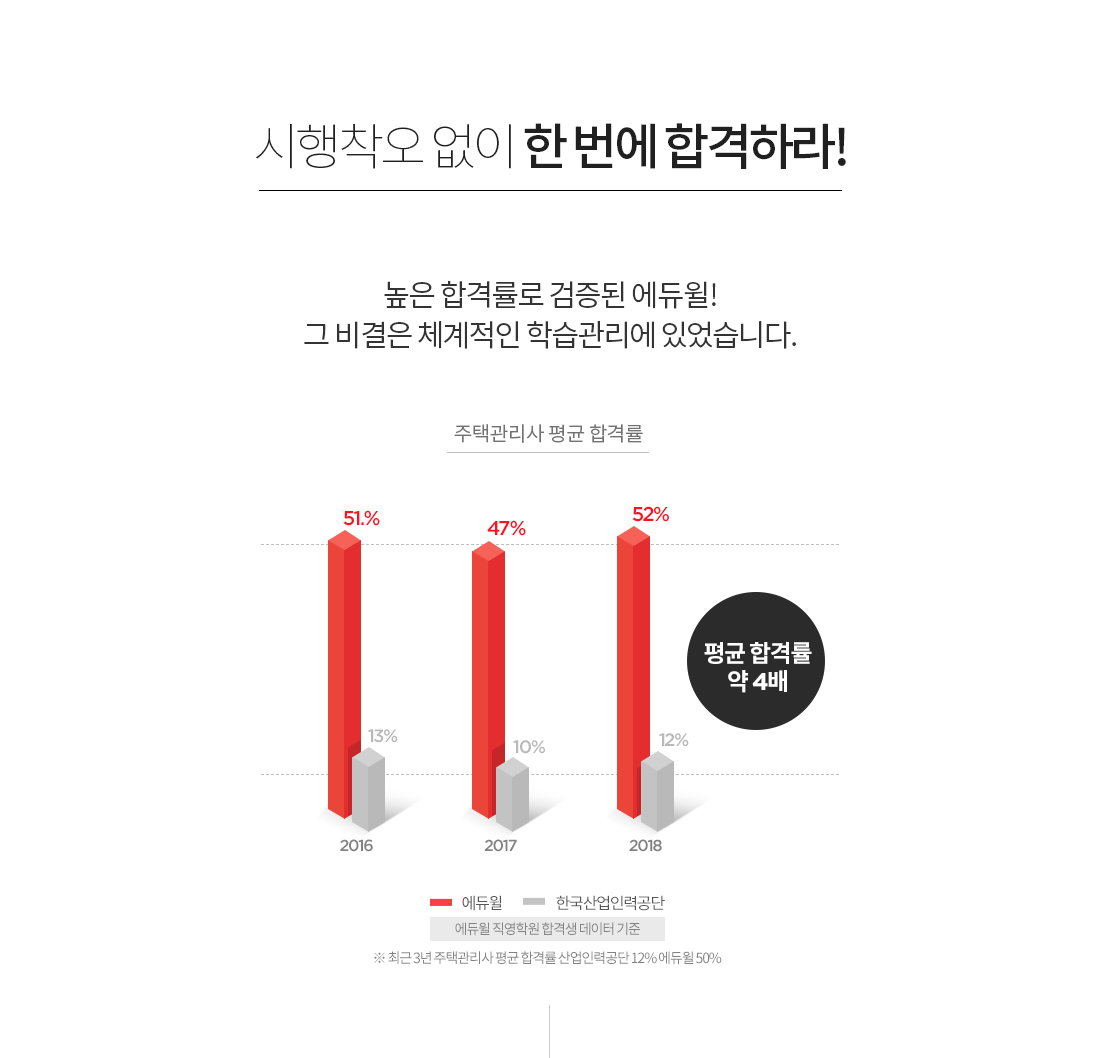 시행착오 없이 한 번에 합격하라!
높은 합격률로 검증된 에듀윌!
그 비결은 체계적인 학습관리에 있었습니다.
주택관리사 평균 합격률
51.%
47%
52%
평균 합격률
약 4배
13%
10%
12%
2016
2017
2018
에듀윌 한국산업인력공단
에듀윌 직영학원 합격생 데이터 기준
※ 최근 3년 주택관리사 평균 합격률 산업인력공단 12% 에듀윌 50%